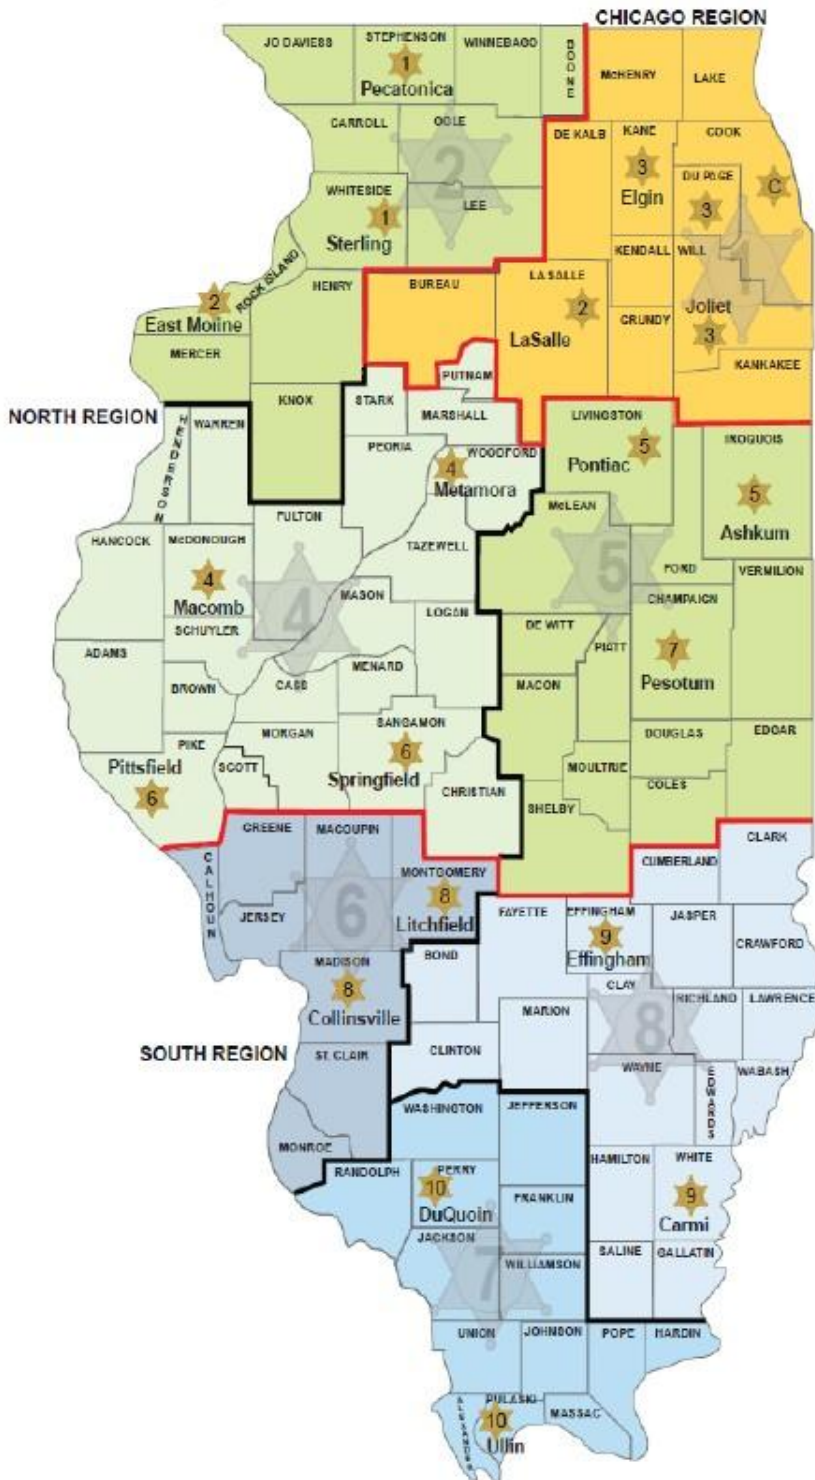 CHICAGO REGION
JO DAVIESS
STEPHENSON
WINNEBAGO
BOONE
1
Pecatonica
McHENRY
LAKE
CARROLL
OGLE
2
DE KALB
KANE
3
Elgin
COOK
C
DU PAGE
3
WHITESIDE
1
Sterling
LEE
KENDALL
WILL
1
ROCK ISLAND
2
East Moline
HENRY
BUREAU
LA SALLE
2
LaSalle
GRUNDY
Joliet
3
MERCER
KANKAKEE
PUTNAM
NORTH REGION
KNOX
STARK
MARSHALL
LIVINGSTON
5
Pontiac
HENDERSON
WARREN
PEORIA
WOODFORD
4
Metamora
IROQUOIS
5
Ashkum
FULTON
McLEAN
HANCOCK
McDONOUGH
4
Macomb
TAZEWELL
5
FORD
VERMILION
MASON
4
LOGAN
CHAMPAIGN
7
Pesotum
SCHUYLER
DE WITT
PIATT
ADAMS
MENARD
CASS
BROWN
MACON
SANGAMON
6
Springfield
MORGAN
PIKE
SCOTT
Pittsfield
6
DOUGLAS
EDGAR
MOULTRIE
COLES
CHRISTIAN
SHELBY
GREENE
MACOUPIN
CLARK
CUMBERLAND
CALHOUN
MONTGOMERY
8
Litchfield
6
JERSEY
FAYETTE
EFFINGHAM
9
Effingham
JASPER
CRAWFORD
BOND
MADISON
8
Collinsville
CLAY
RICHLAND
LAWRENCE
MARION
8
SOUTH REGION
ST. CLAIR
CLINTON
WAYNE
EDWARDS
WABASH
WASHINGTON
JEFFERSON
MONROE
RANDOLPH
PERRY
10
DuQuoin
HAMILTON
WHITE
9
Carmi
FRANKLIN
JACKSON
7
WILLIAMSON
SALINE
GALLATIN
UNION
JOHNSON
POPE
HARDIN
PULASKI
10
Ullin
MASSAC
ALEXANDER